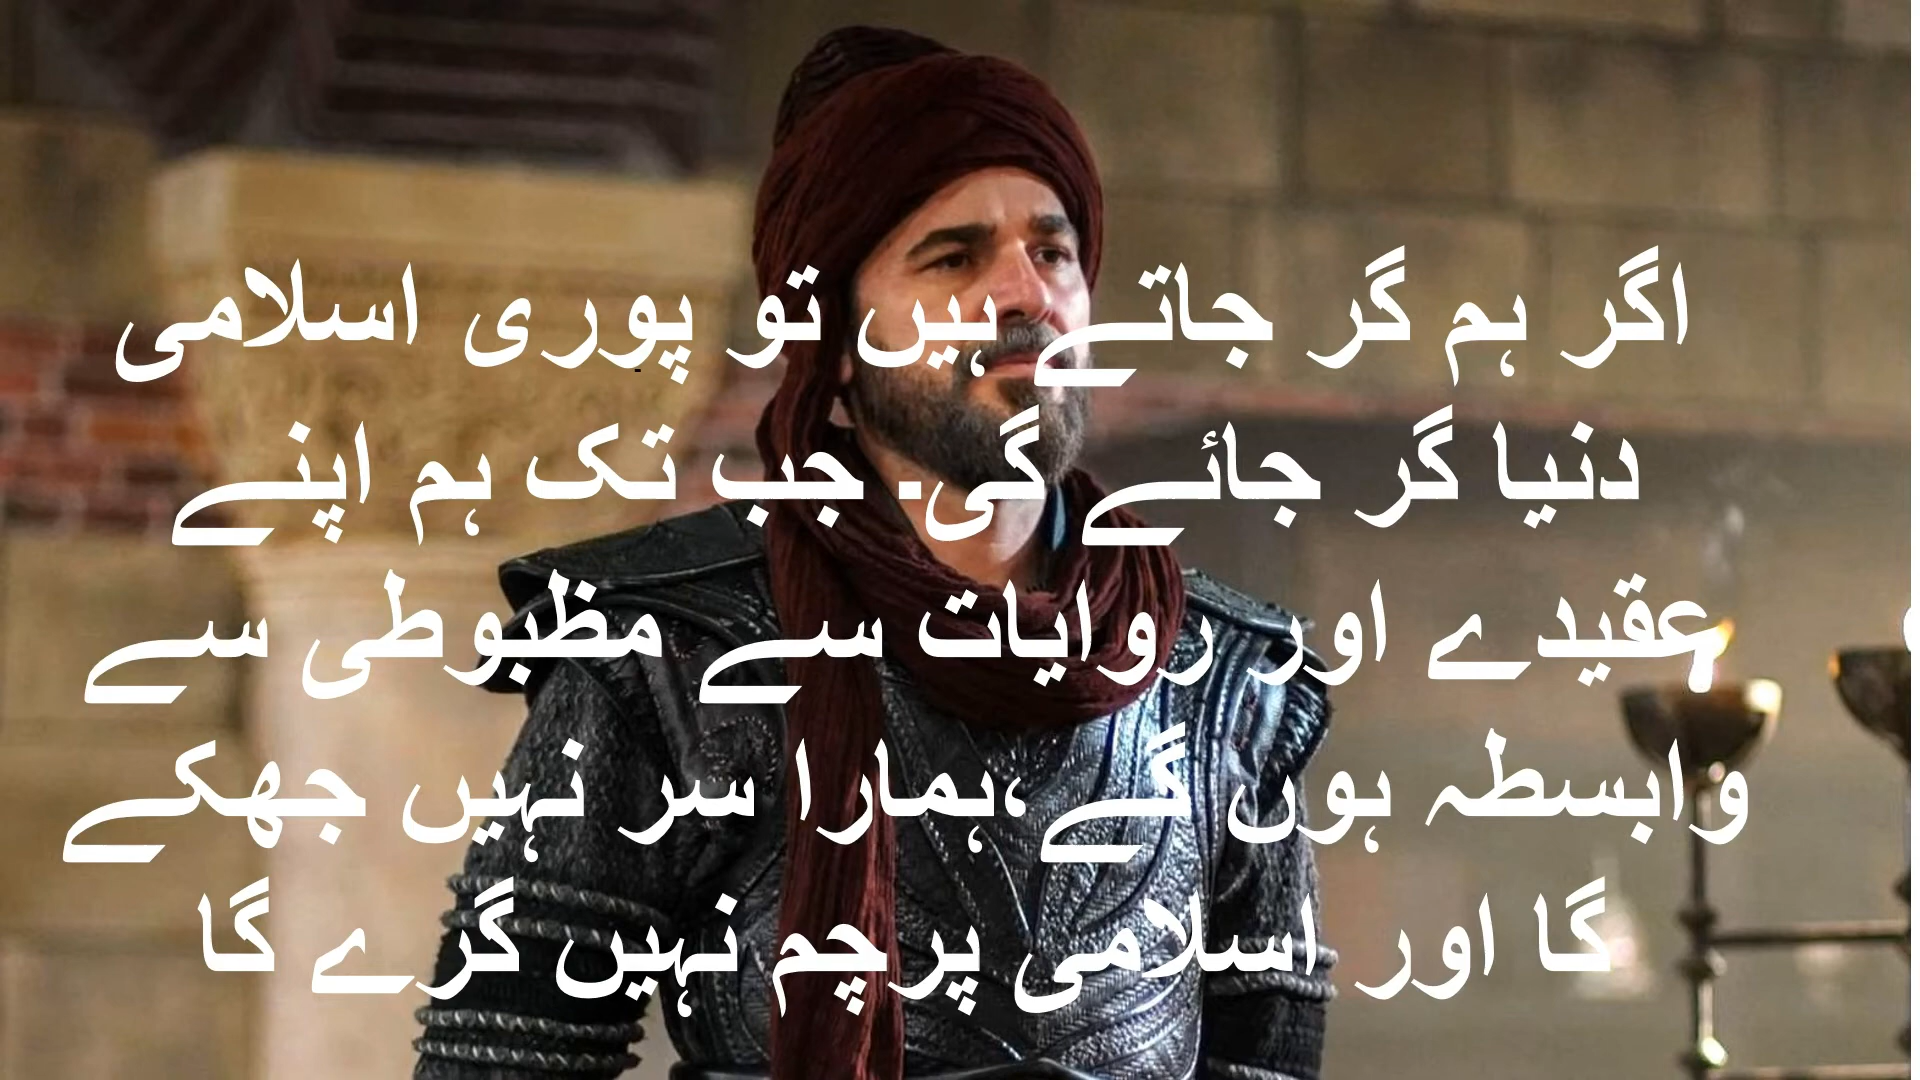 اگر ہم گر جاتے ہیں تو پوری اسلامی
دنیا گر جائے گی. جب تک ہم اپنے
عقیدے اور روایات سے مظبوطی سے
وابسطہ ہوں گے،ہمارا سر نہیں جھکے
گا اور اسلامی پرچم نہیں گرے گا